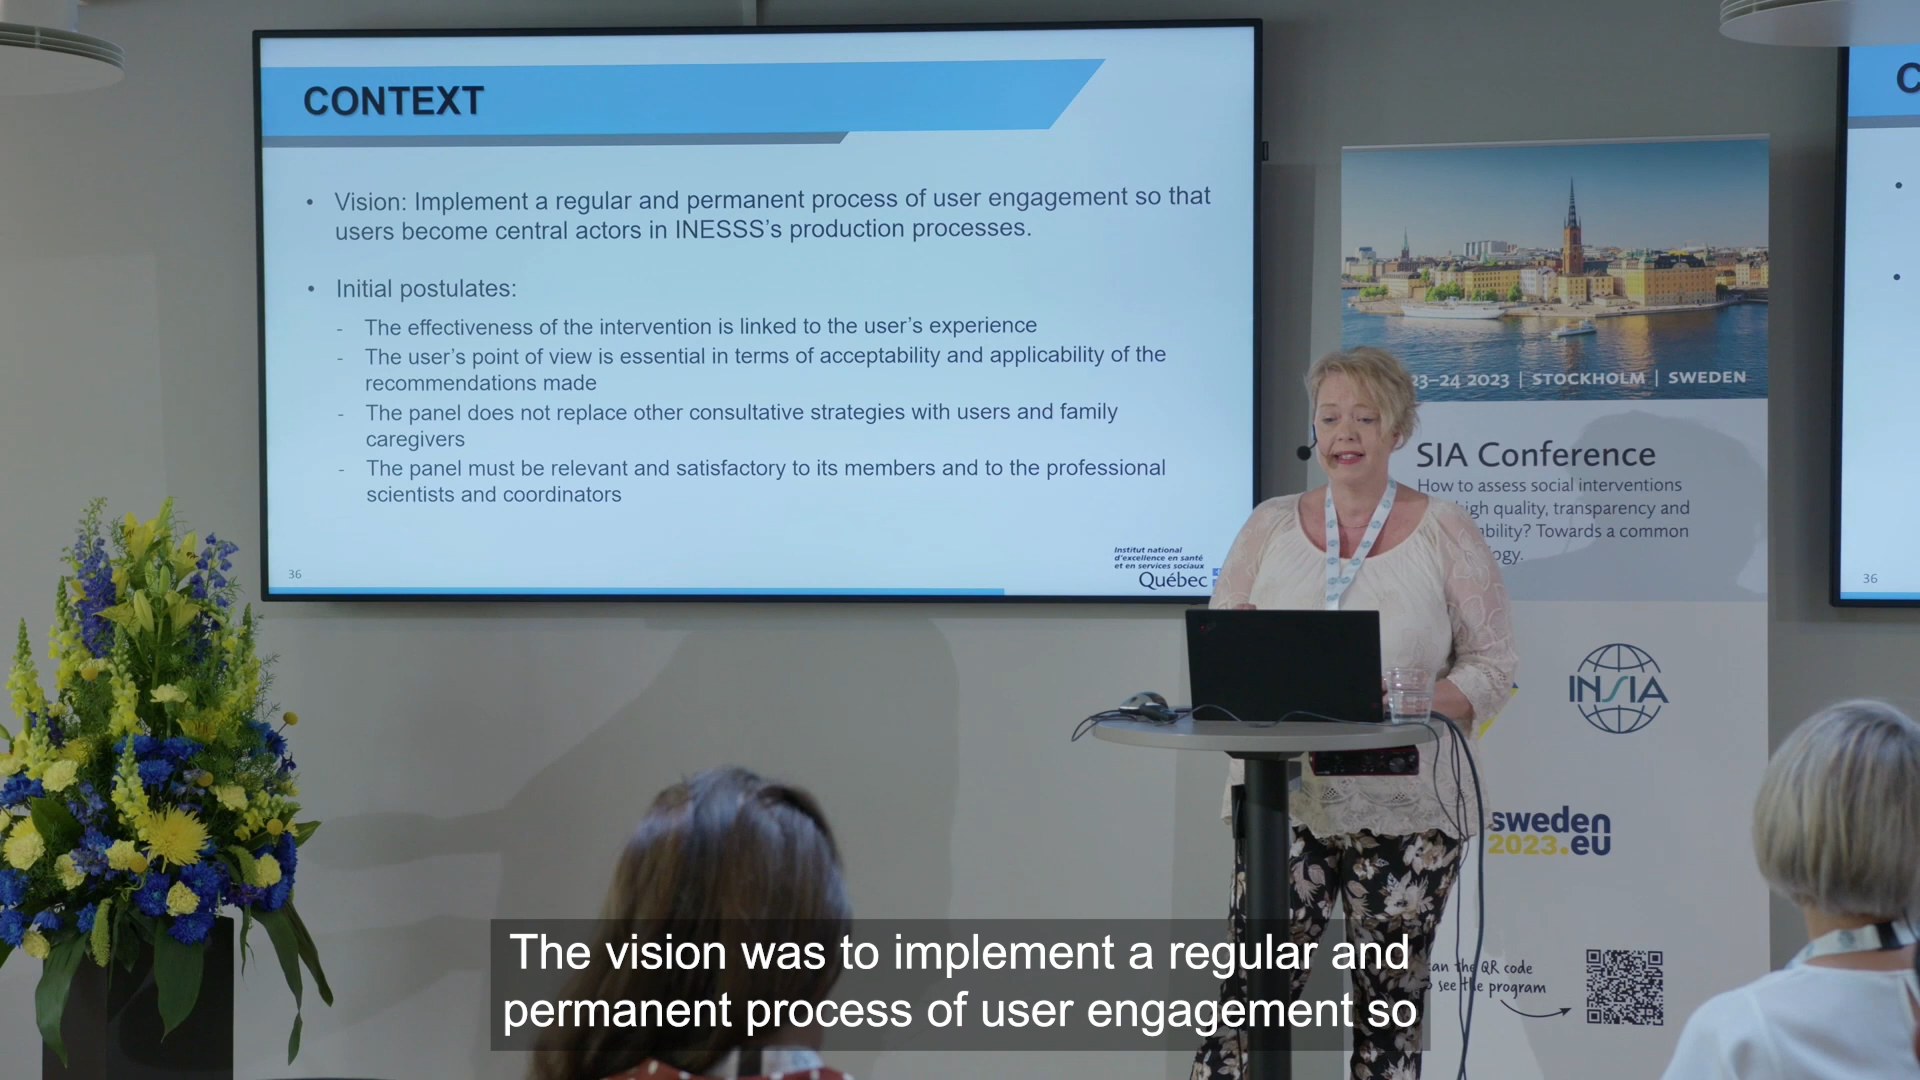 CONTEXT
• Vision: Implement a regular and permanent process of user engagement so that
users become central actors in INESSS's production processes.
• Initial postulates:
- The effectiveness of the intervention is linked to the user's experience
- The user's point of view is essential in terms of acceptability and applicability of the
recommendations made
- The panel does not replace other consultative strategies with users and family
caregivers
- The panel must be relevant and satisfactory to its members and to the professional
scientists and coordinators
36
Institut national
d'excellence en santé
et en services sociaux
Québec
23–24 2023 | STOCKHOLM | SWEDEN
SIA Conference
How to assess social interventions
quality, transparency and
Towards a common
INSIA
sweden
2023.eu
the QR code
see the program
C
36
The vision was to implement a regular and
permanent process of user engagement so